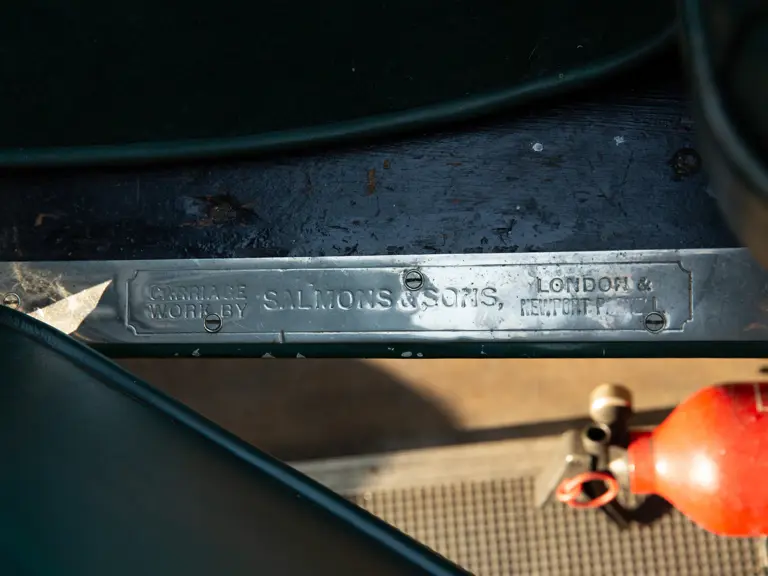 CARRIAGE
WORK BY
SALMONS & SONS,
LONDON &
NEWPORT